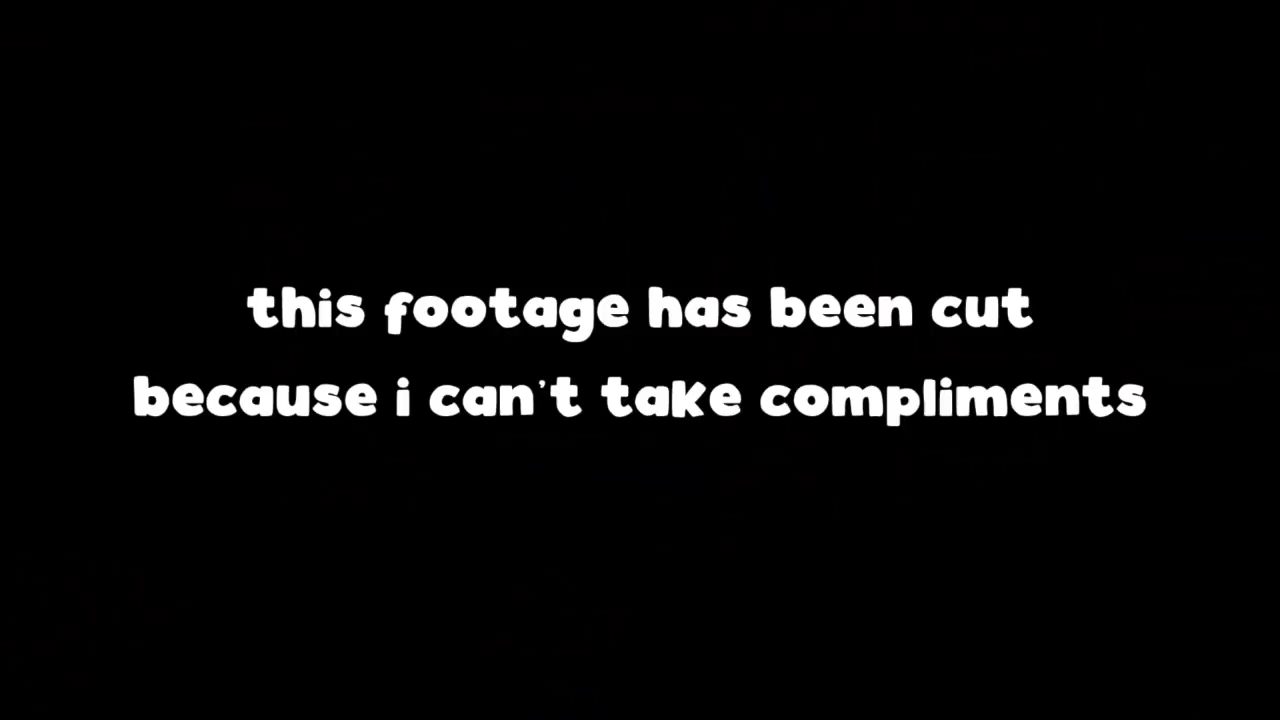 this footage has been cut
because i can't take compliments